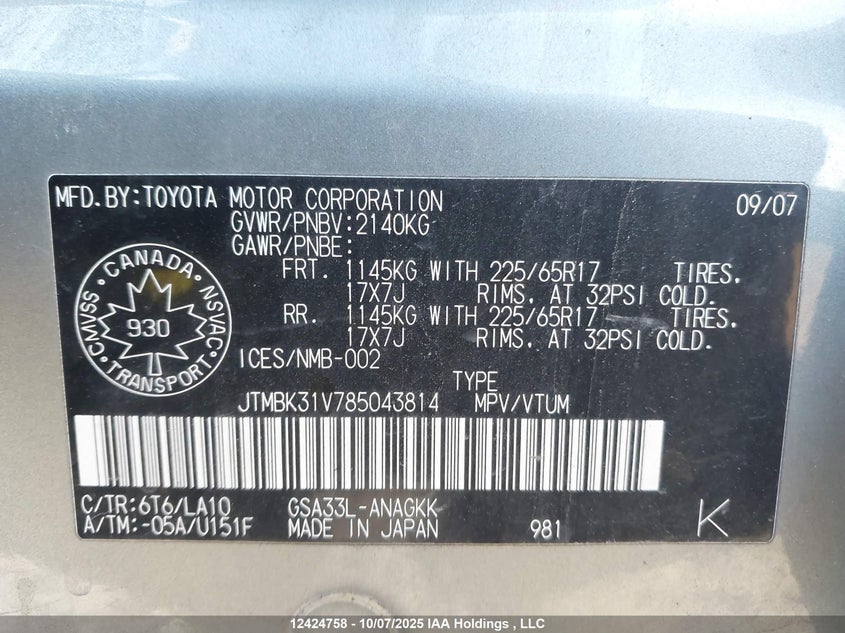 MFD.BY:TOYOTA MOTOR CORPORATION 09/07
GVWR/PNBV:2140KG
GAWR/PNBE:
FRT. 1145KG WITH 225/65R17 TIRES.
17X7J RIMS. AT 32PSI COLD.
RR. 1145KG WITH 225/65R17 TIRES.
17X7J RIMS. AT 32PSI COLD.
CANADA
CMVSS 930 NSVAC
TRANSPORT
ICES/NMB-002
TYPE
JTMBK31V785043814 MPV/VTUM
C/TR:6T6/LA10 GSA33L-ANAGKK
A/TM:-05A/U151F MADE IN JAPAN 981 K
12424758 - 10/07/2025 IAA Holdings , LLC